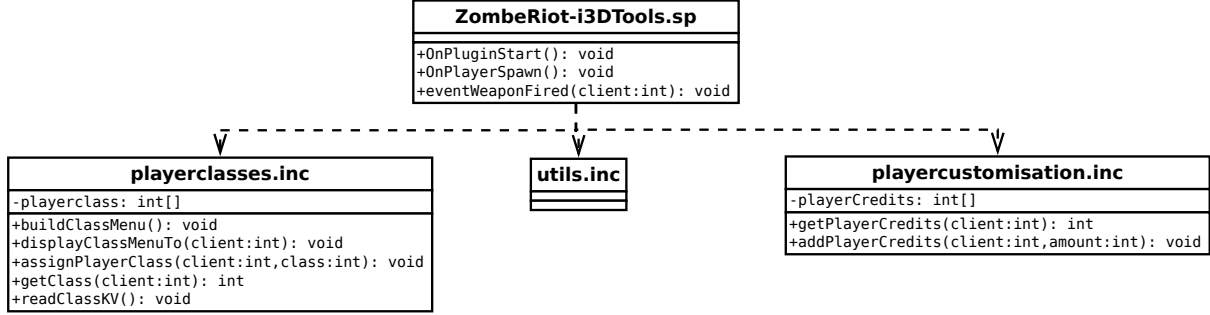 ZombeRiot-i3DTools.sp
+OnPluginStart(): void
+OnPlayerSpawn(): void
+eventWeaponFired(client:int): void
playerclasses.inc
-playerclass: int[]
+buildClassMenu(): void
+displayClassMenuTo(client:int): void
+assignPlayerClass(client:int,class:int): void
+getClass(client:int): int
+readClassKV(): void
utils.inc
playercustomisation.inc
-playerCredits: int[]
+getPlayerCredits(client:int): int
+addPlayerCredits(client:int,amount:int): void